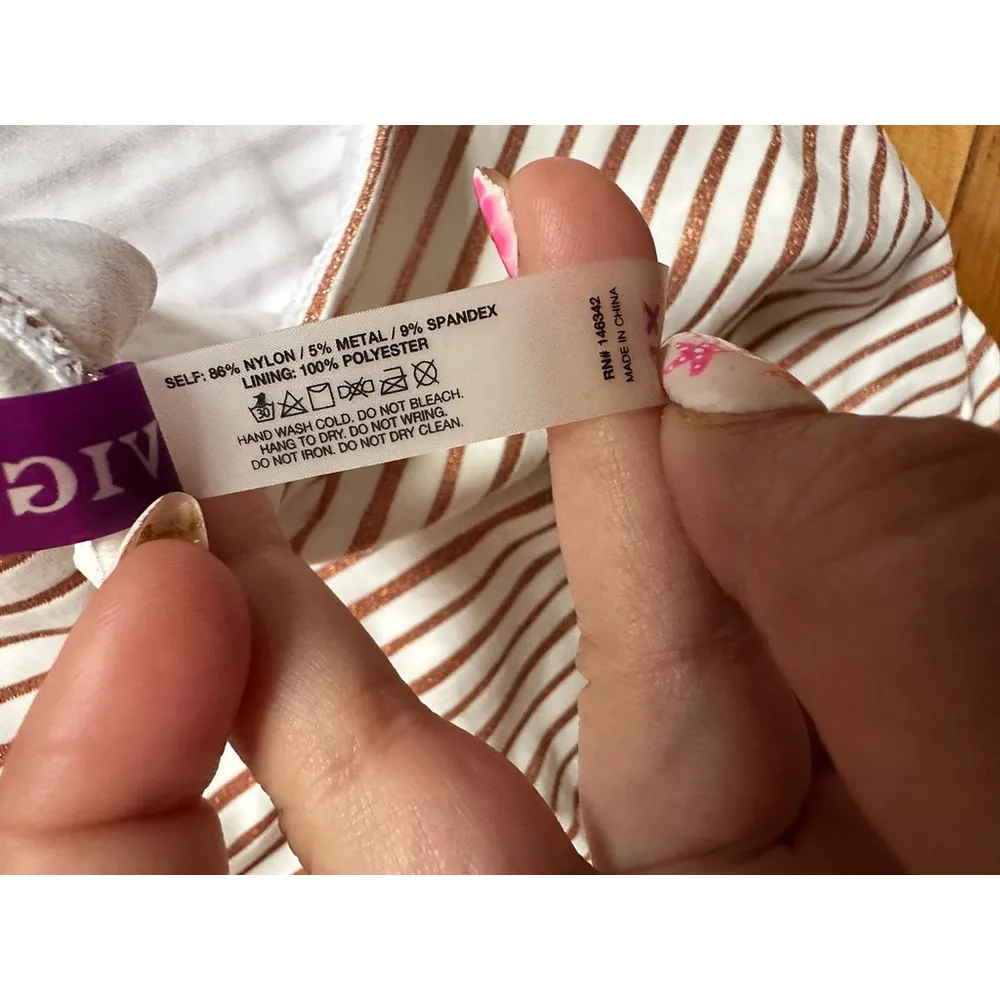 SELF: 86% NYLON / 5% METAL / 9% SPANDEX
LINING: 100% POLYESTER
30
HAND WASH COLD. DO NOT BLEACH.
HANG TO DRY. DO NOT WRING.
DO NOT IRON. DO NOT DRY CLEAN.
RN# 146342
MADE IN CHINA
X